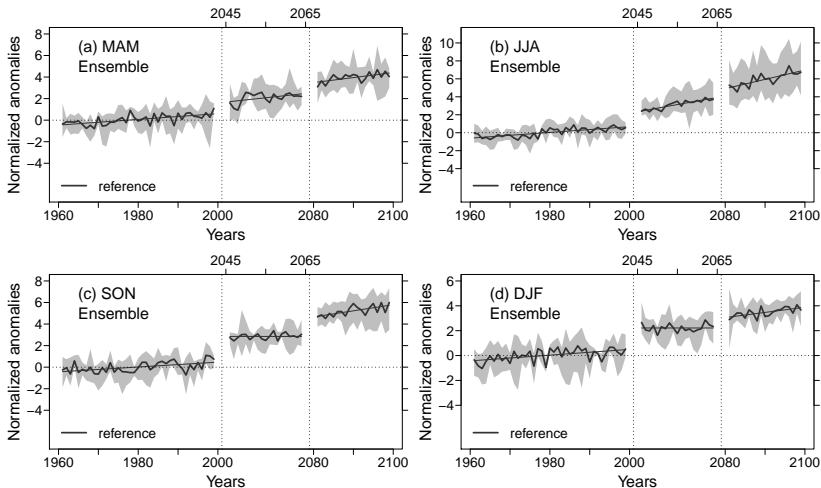 2045 2065
Normalized anomalies
8
6
4
2
0
−2
−4
(a) MAM
Ensemble
reference
1960 1980 2000 2080 2100
Years
2045 2065
Normalized anomalies
10
8
6
4
2
0
−2
−4
(b) JJA
Ensemble
reference
1960 1980 2000 2080 2100
Years
2045 2065
Normalized anomalies
8
6
4
2
0
−2
−4
(c) SON
Ensemble
reference
1960 1980 2000 2080 2100
Years
2045 2065
Normalized anomalies
6
4
2
0
−2
−4
(d) DJF
Ensemble
reference
1960 1980 2000 2080 2100
Years